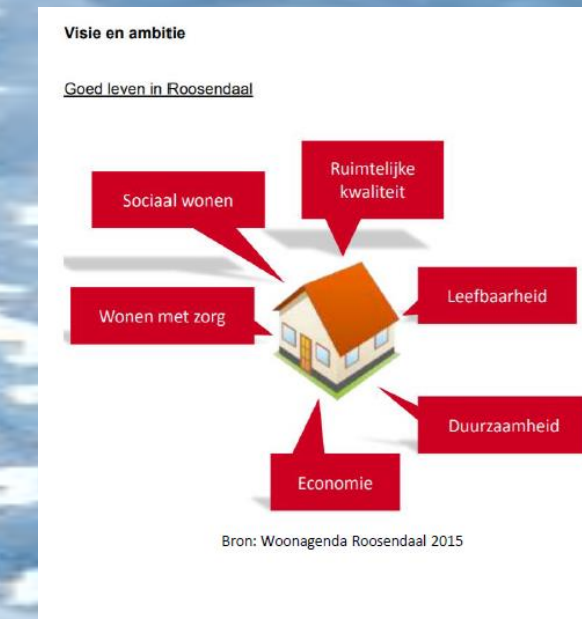 Visie en ambitie
Goed leven in Roosendaal
Ruimtelijke
kwaliteit
Sociaal wonen
Leefbaarheid
Wonen met zorg
Duurzaamheid
Economie
Bron: Woonagenda Roosendaal 2015